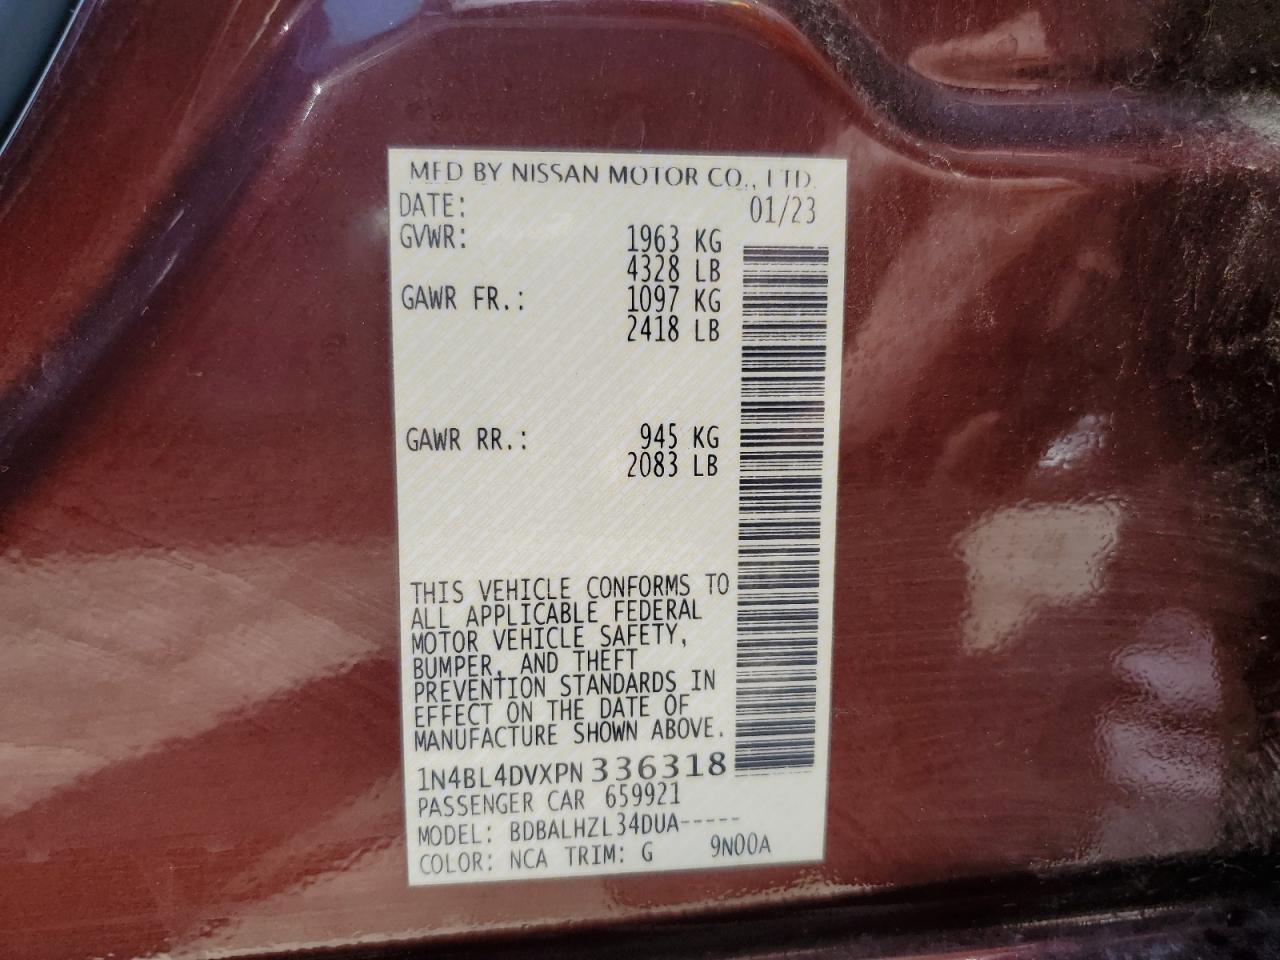 MFD BY NISSAN MOTOR CO., LTD.
DATE: 01/23
GVWR: 1963 KG
4328 LB
GAWR FR.: 1097 KG
2418 LB
GAWR RR.: 945 KG
2083 LB
THIS VEHICLE CONFORMS TO
ALL APPLICABLE FEDERAL
MOTOR VEHICLE SAFETY,
BUMPER, AND THEFT
PREVENTION STANDARDS IN
EFFECT ON THE DATE OF
MANUFACTURE SHOWN ABOVE.
1N4BL4DVXPN336318
PASSENGER CAR 659921
MODEL: BDBALHZL34DUA-----
COLOR: NCA TRIM: G 9N00A